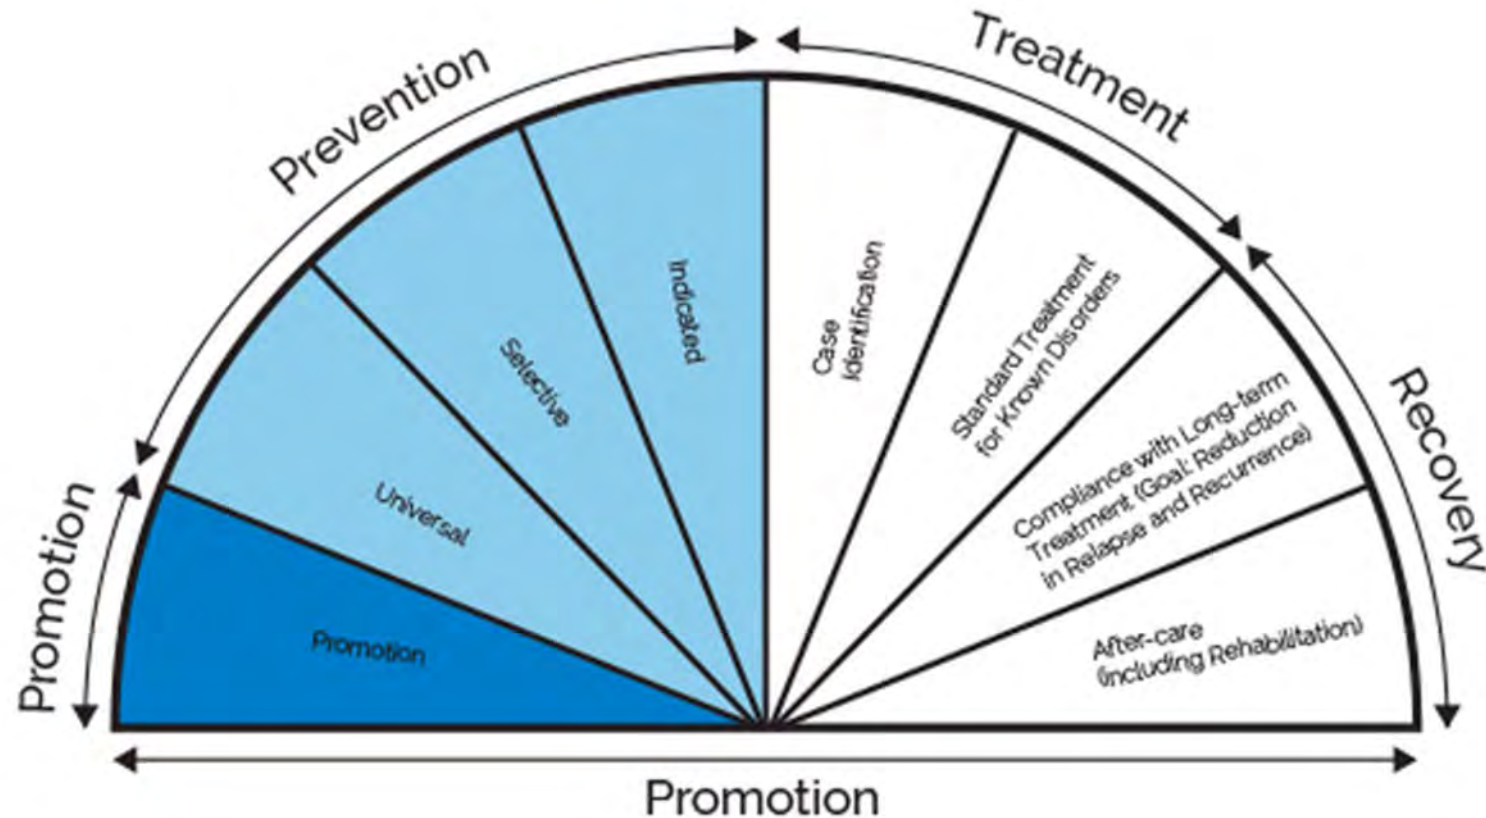 Prevention
Treatment
Recovery
Promotion
Promotion
Universal
Selective
Indicated
Case
Identification
Standard Treatment
for Known Disorders
Compliance with Long-term
Treatment (Goal: Reduction
in Relapse and Recurrence)
After-care
(Including Rehabilitation)
Promotion